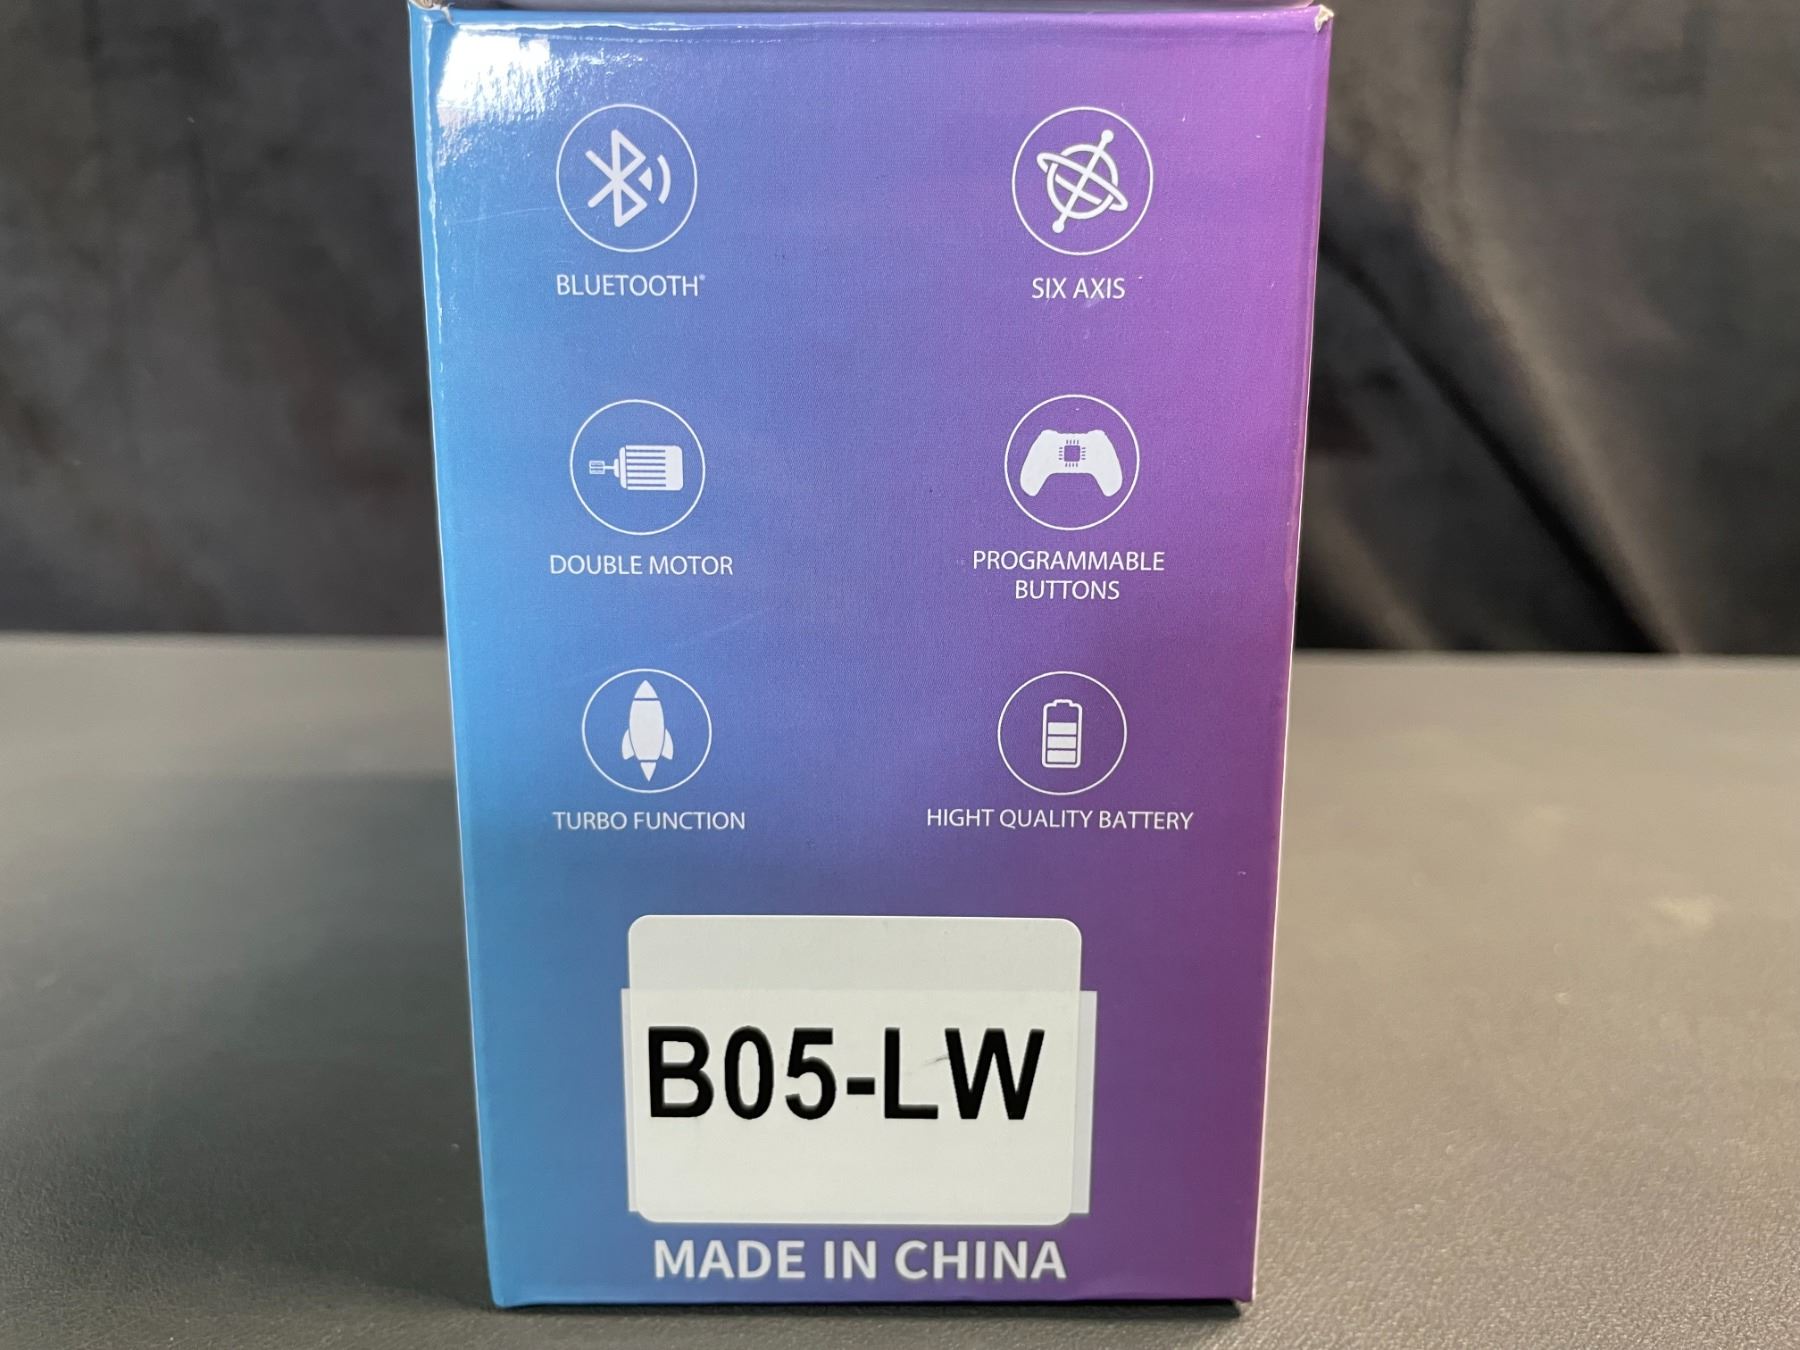 BLUETOOTH®
SIX AXIS
DOUBLE MOTOR
PROGRAMMABLE
BUTTONS
TURBO FUNCTION
HIGHT QUALITY BATTERY
B05-LW
MADE IN CHINA